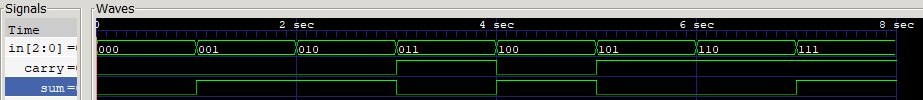 Signals
Waves
Time
0 2 sec 4 sec 6 sec 8 sec
in[2:0] = 000 001 010 011 100 101 110 111
carry =
sum =